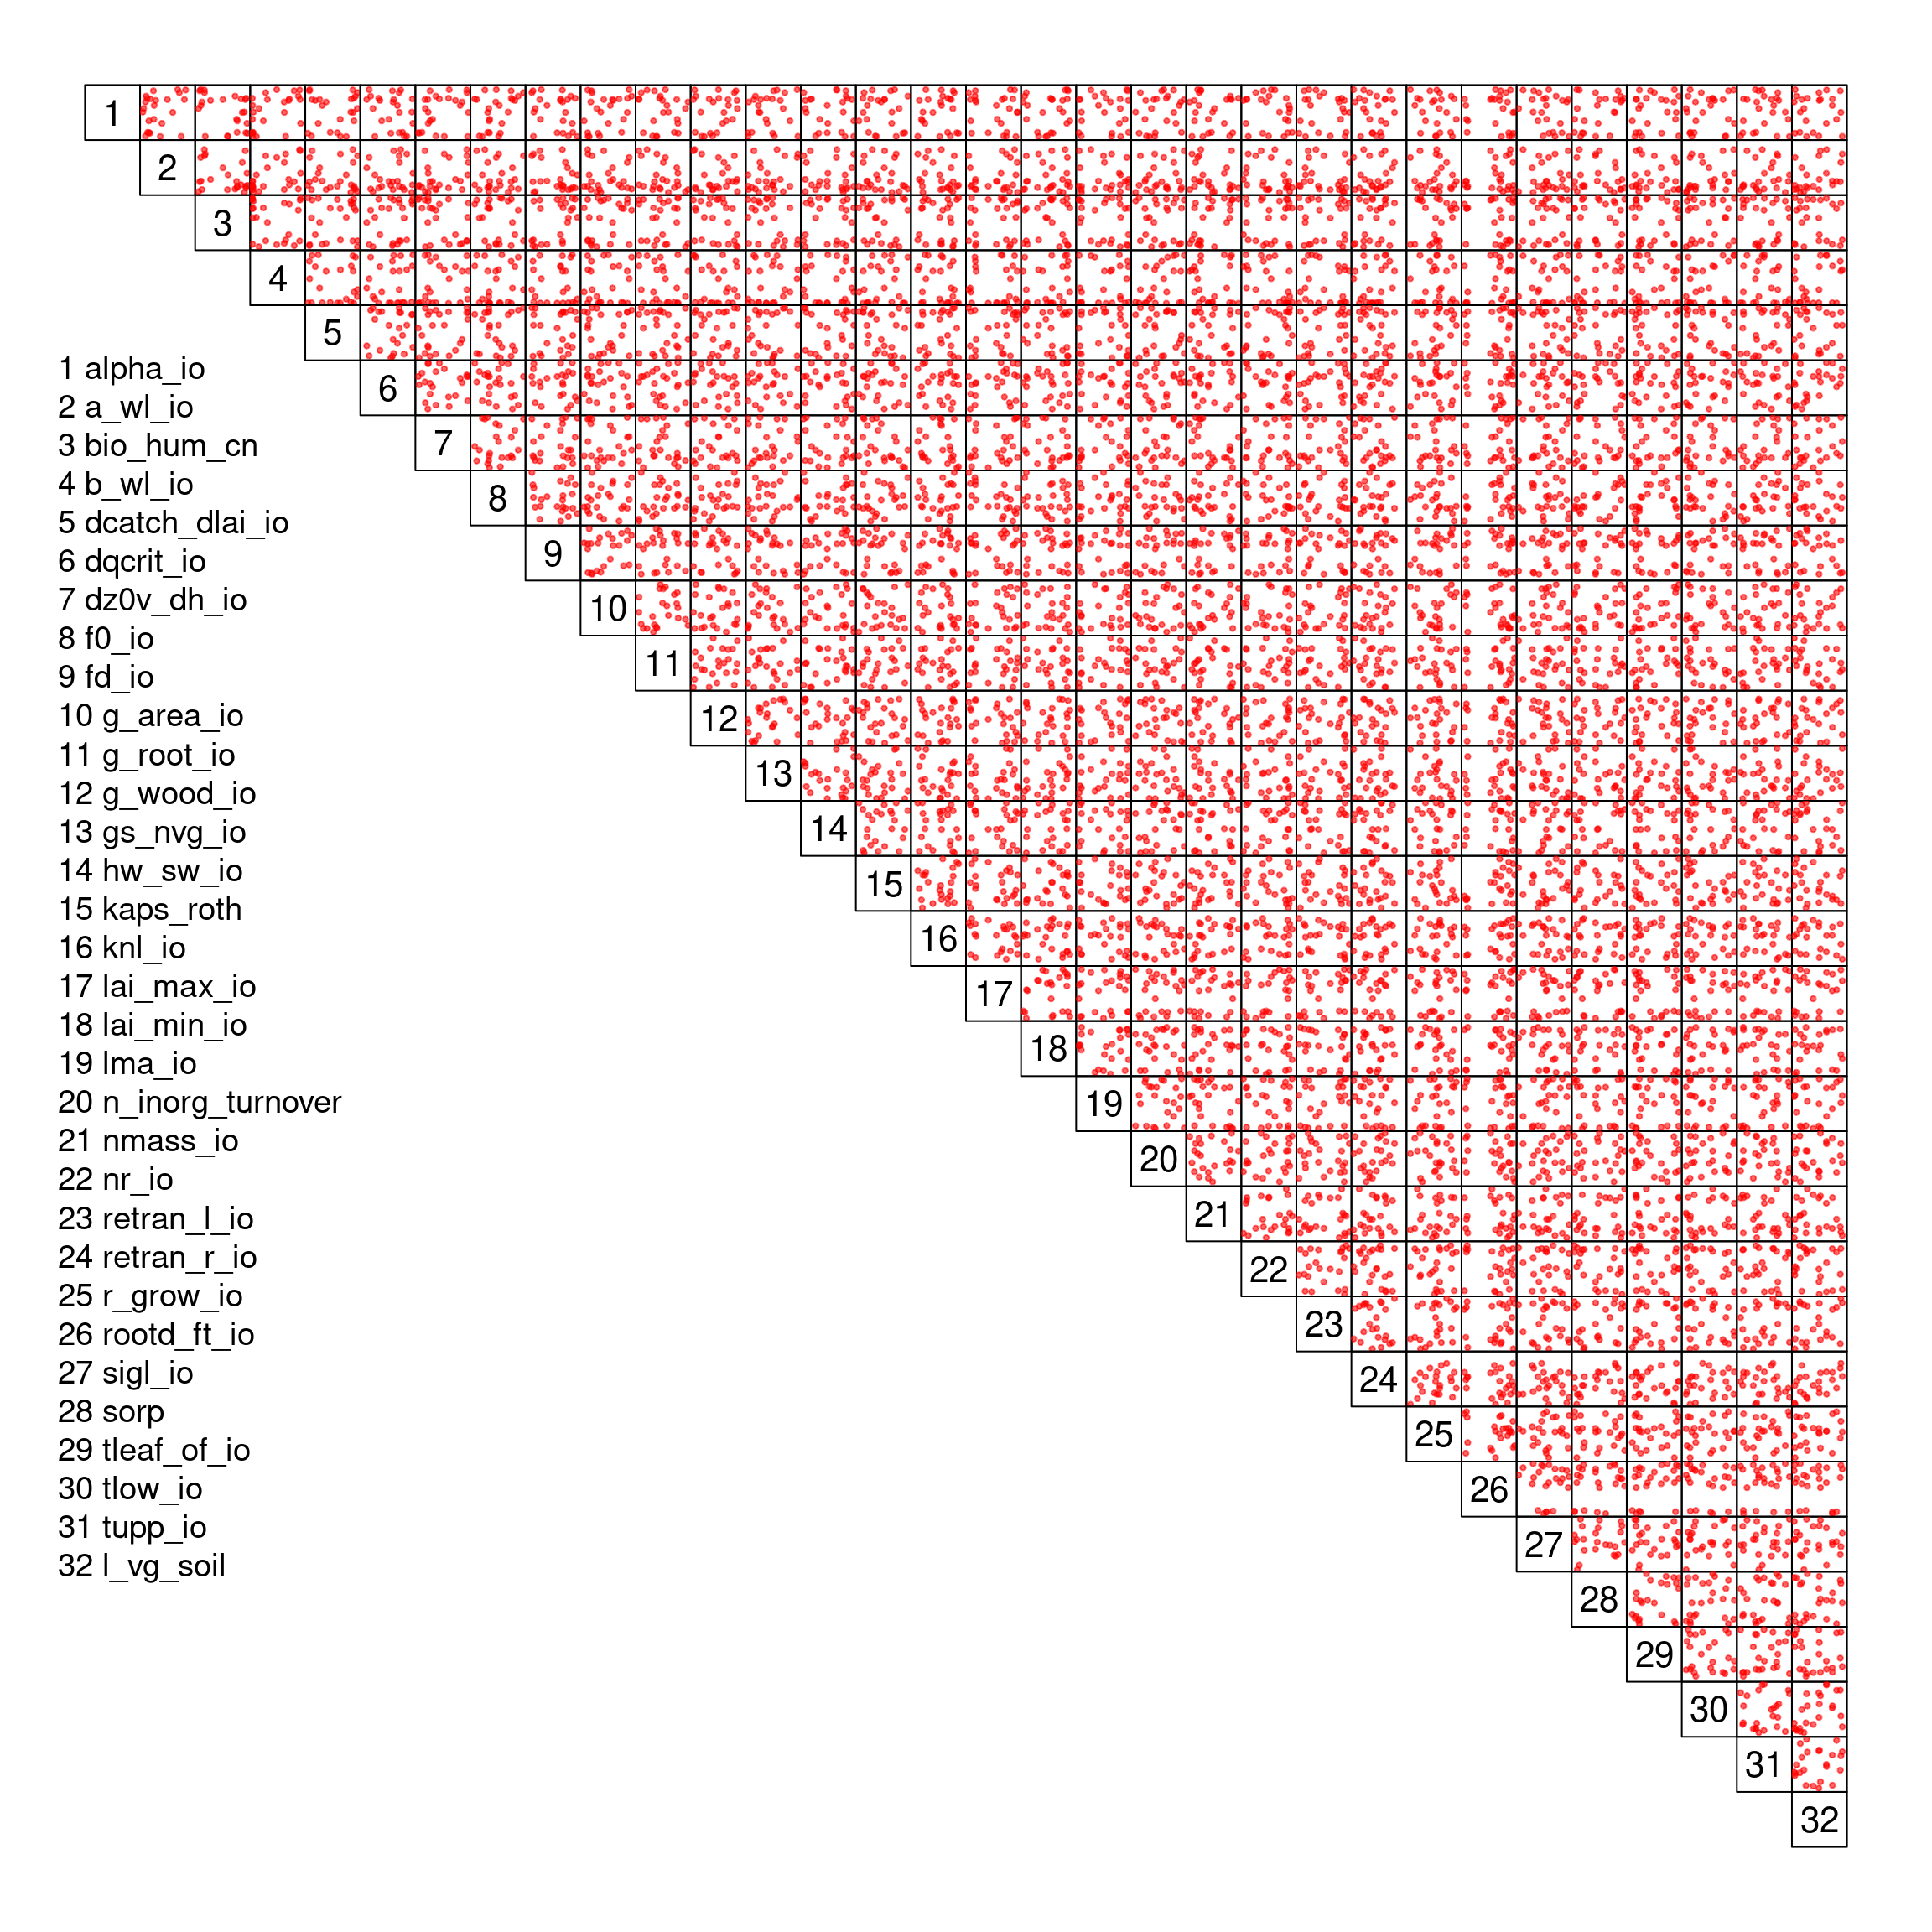 1
2
3
4
5
6
7
8
9
10
11
12
13
14
15
16
17
18
19
20
21
22
23
24
25
26
27
28
29
30
31
32
1 alpha_io
2 a_wl_io
3 bio_hum_cn
4 b_wl_io
5 dcatch_dlai_io
6 dqcrit_io
7 dz0v_dh_io
8 f0_io
9 fd_io
10 g_area_io
11 g_root_io
12 g_wood_io
13 gs_nvg_io
14 hw_sw_io
15 kaps_roth
16 knl_io
17 lai_max_io
18 lai_min_io
19 lma_io
20 n_inorg_turnover
21 nmass_io
22 nr_io
23 retran_l_io
24 retran_r_io
25 r_grow_io
26 rootd_ft_io
27 sigl_io
28 sorp
29 tleaf_of_io
30 tlow_io
31 tupp_io
32 l_vg_soil